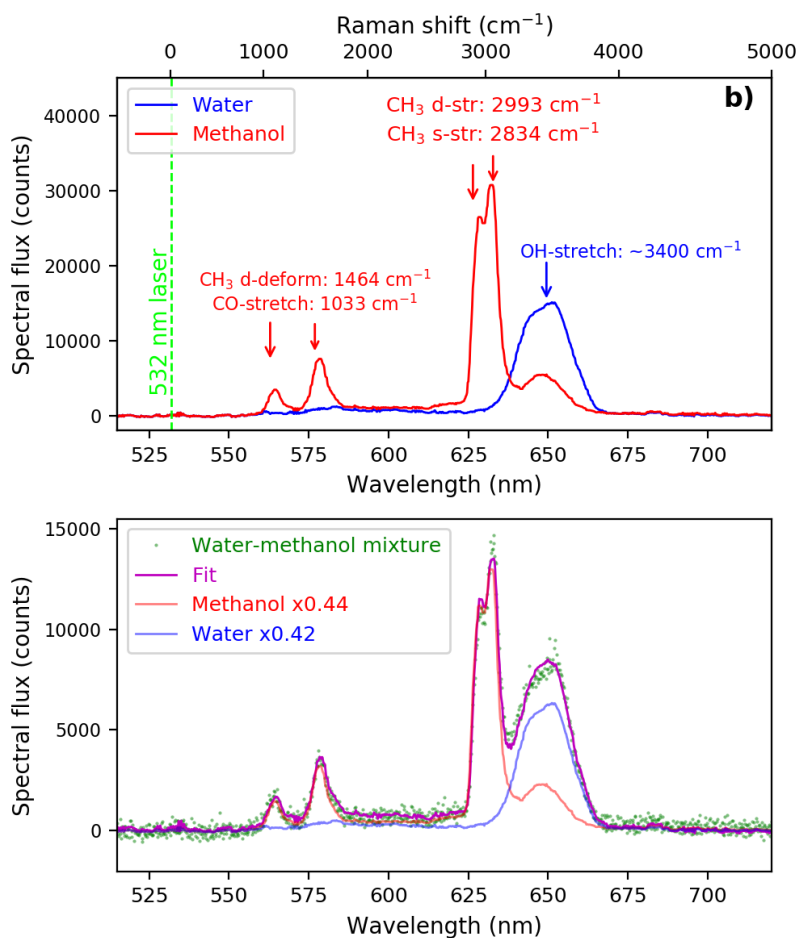 Raman shift (cm⁻¹)
0 1000 2000 3000 4000 5000
b)
Water
Methanol
CH₃ d-str: 2993 cm⁻¹
CH₃ s-str: 2834 cm⁻¹
OH-stretch: ~3400 cm⁻¹
CH₃ d-deform: 1464 cm⁻¹
CO-stretch: 1033 cm⁻¹
532 nm laser
Spectral flux (counts)
40000
30000
20000
10000
0
525 550 575 600 625 650 675 700
Wavelength (nm)
Water-methanol mixture
Fit
Methanol x0.44
Water x0.42
Spectral flux (counts)
15000
10000
5000
0
525 550 575 600 625 650 675 700
Wavelength (nm)